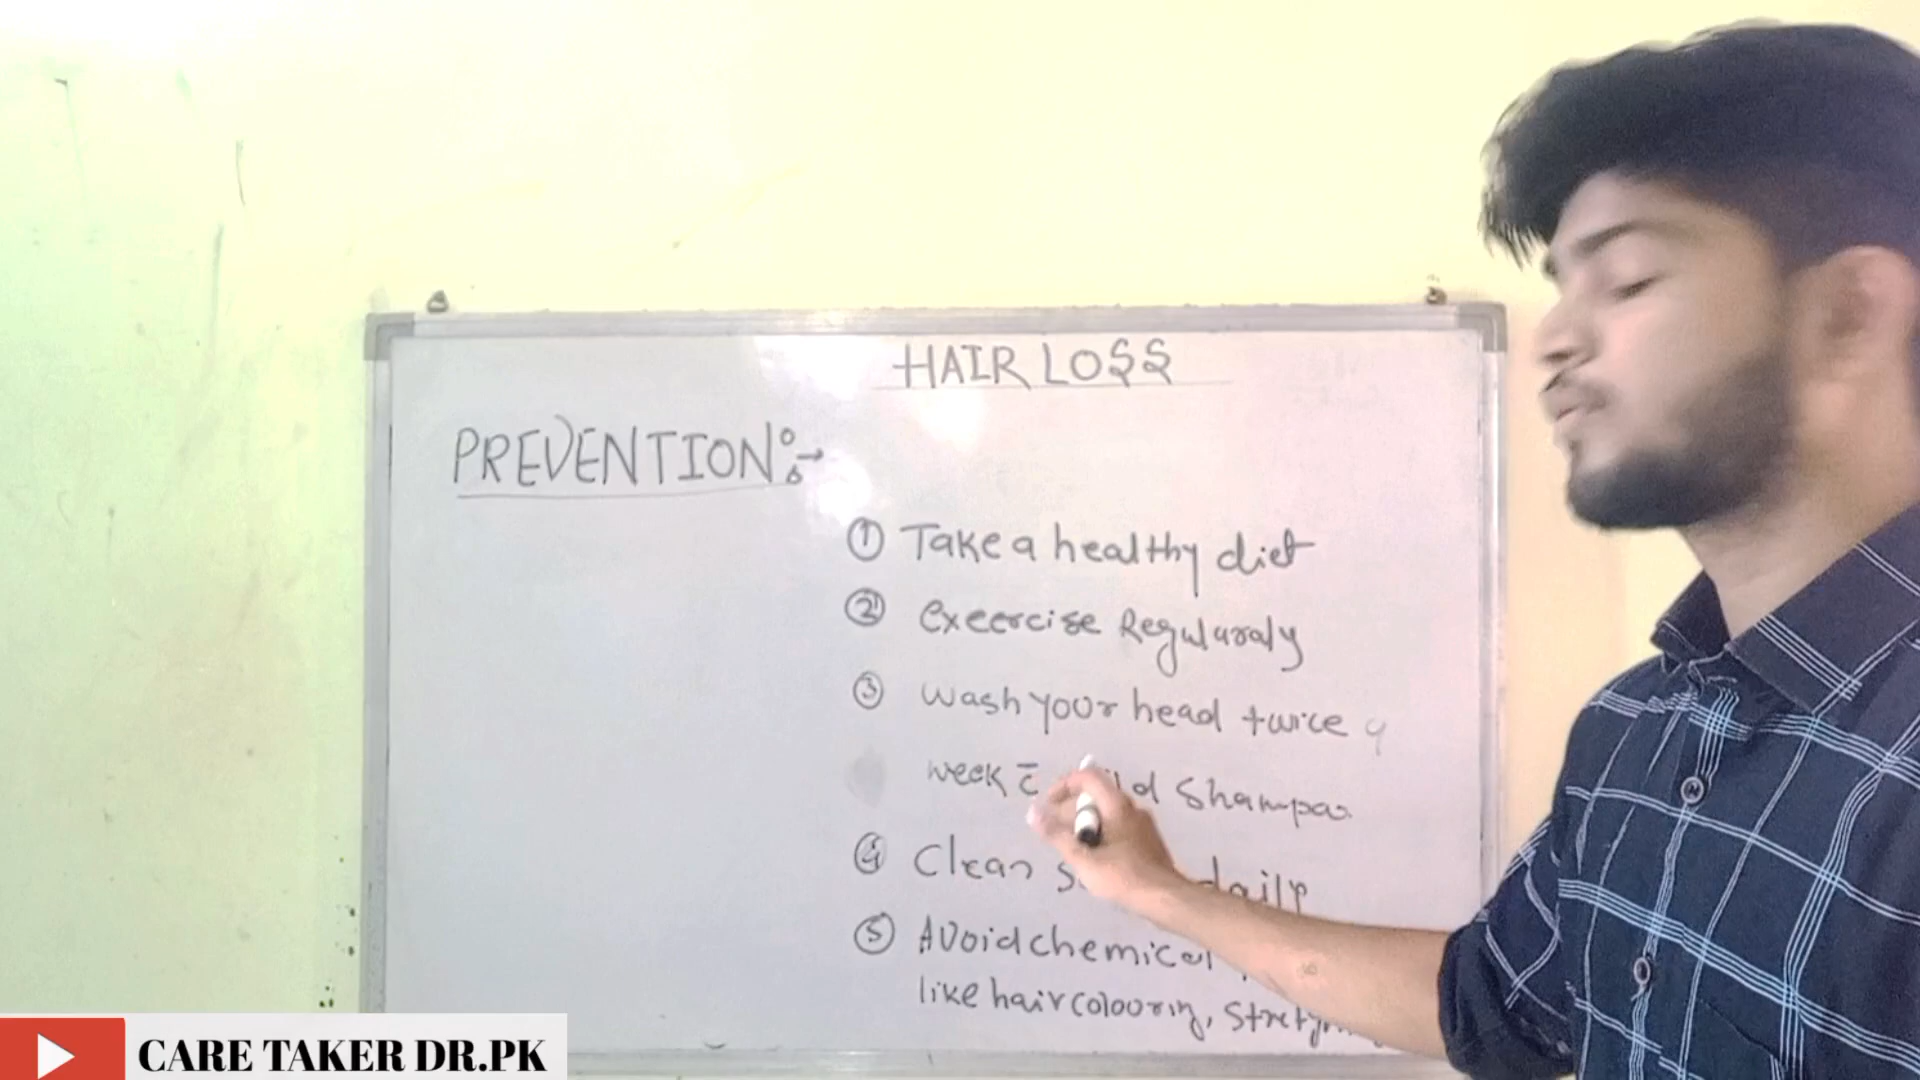 HAIR LOSS
PREVENTION:-
① Take a healthy diet
② exeercise Regularaly
③ wash your head twice a
week c̄ Shampoo
④ Clean daily
⑤ Avoid chemical
like hair colouring,
CARE TAKER DR.PK